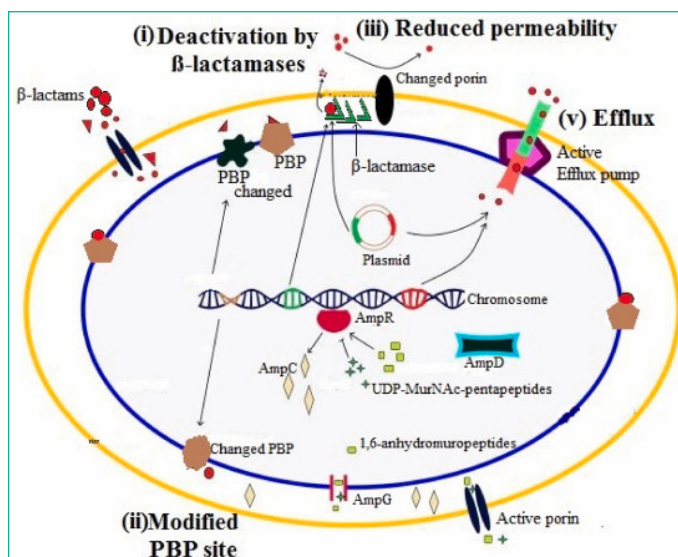 (i) Deactivation by
ß-lactamases
(iii) Reduced permeability
Changed porin
β-lactams
(v) Efflux
Active
Efflux pump
PBP
PBP
changed
β-lactamase
Plasmid
Chromosome
AmpR
AmpC
AmpD
UDP-MurNAc-pentapeptides
Changed PBP
1,6-anhydromuropeptides
AmpG
Active porin
(ii)Modified
PBP site